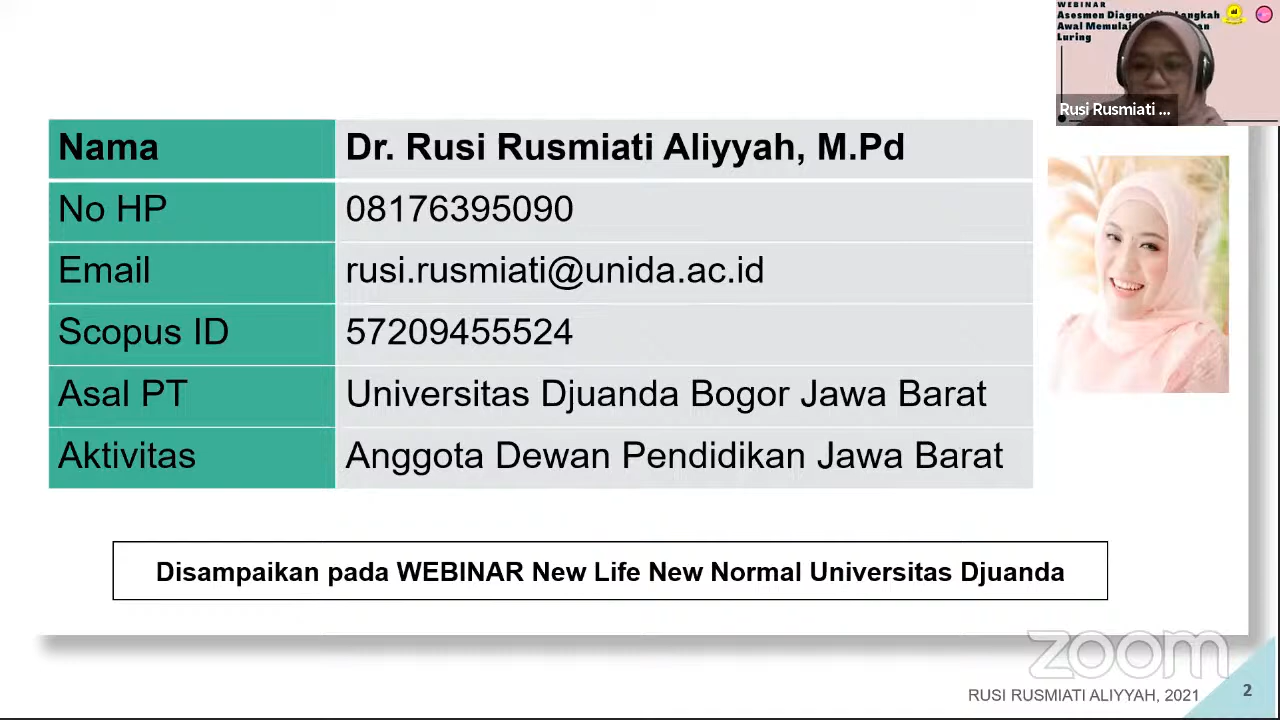 WEBINAR
Asesmen Langkah
Awal Memulai
Luring
Rusi Rusmiati ...
Nama Dr. Rusi Rusmiati Aliyyah, M.Pd
No HP 08176395090
Email rusi.rusmiati@unida.ac.id
Scopus ID 57209455524
Asal PT Universitas Djuanda Bogor Jawa Barat
Aktivitas Anggota Dewan Pendidikan Jawa Barat
Disampaikan pada WEBINAR New Life New Normal Universitas Djuanda
zoom
RUSI RUSMIATI ALIYYAH, 2021 2